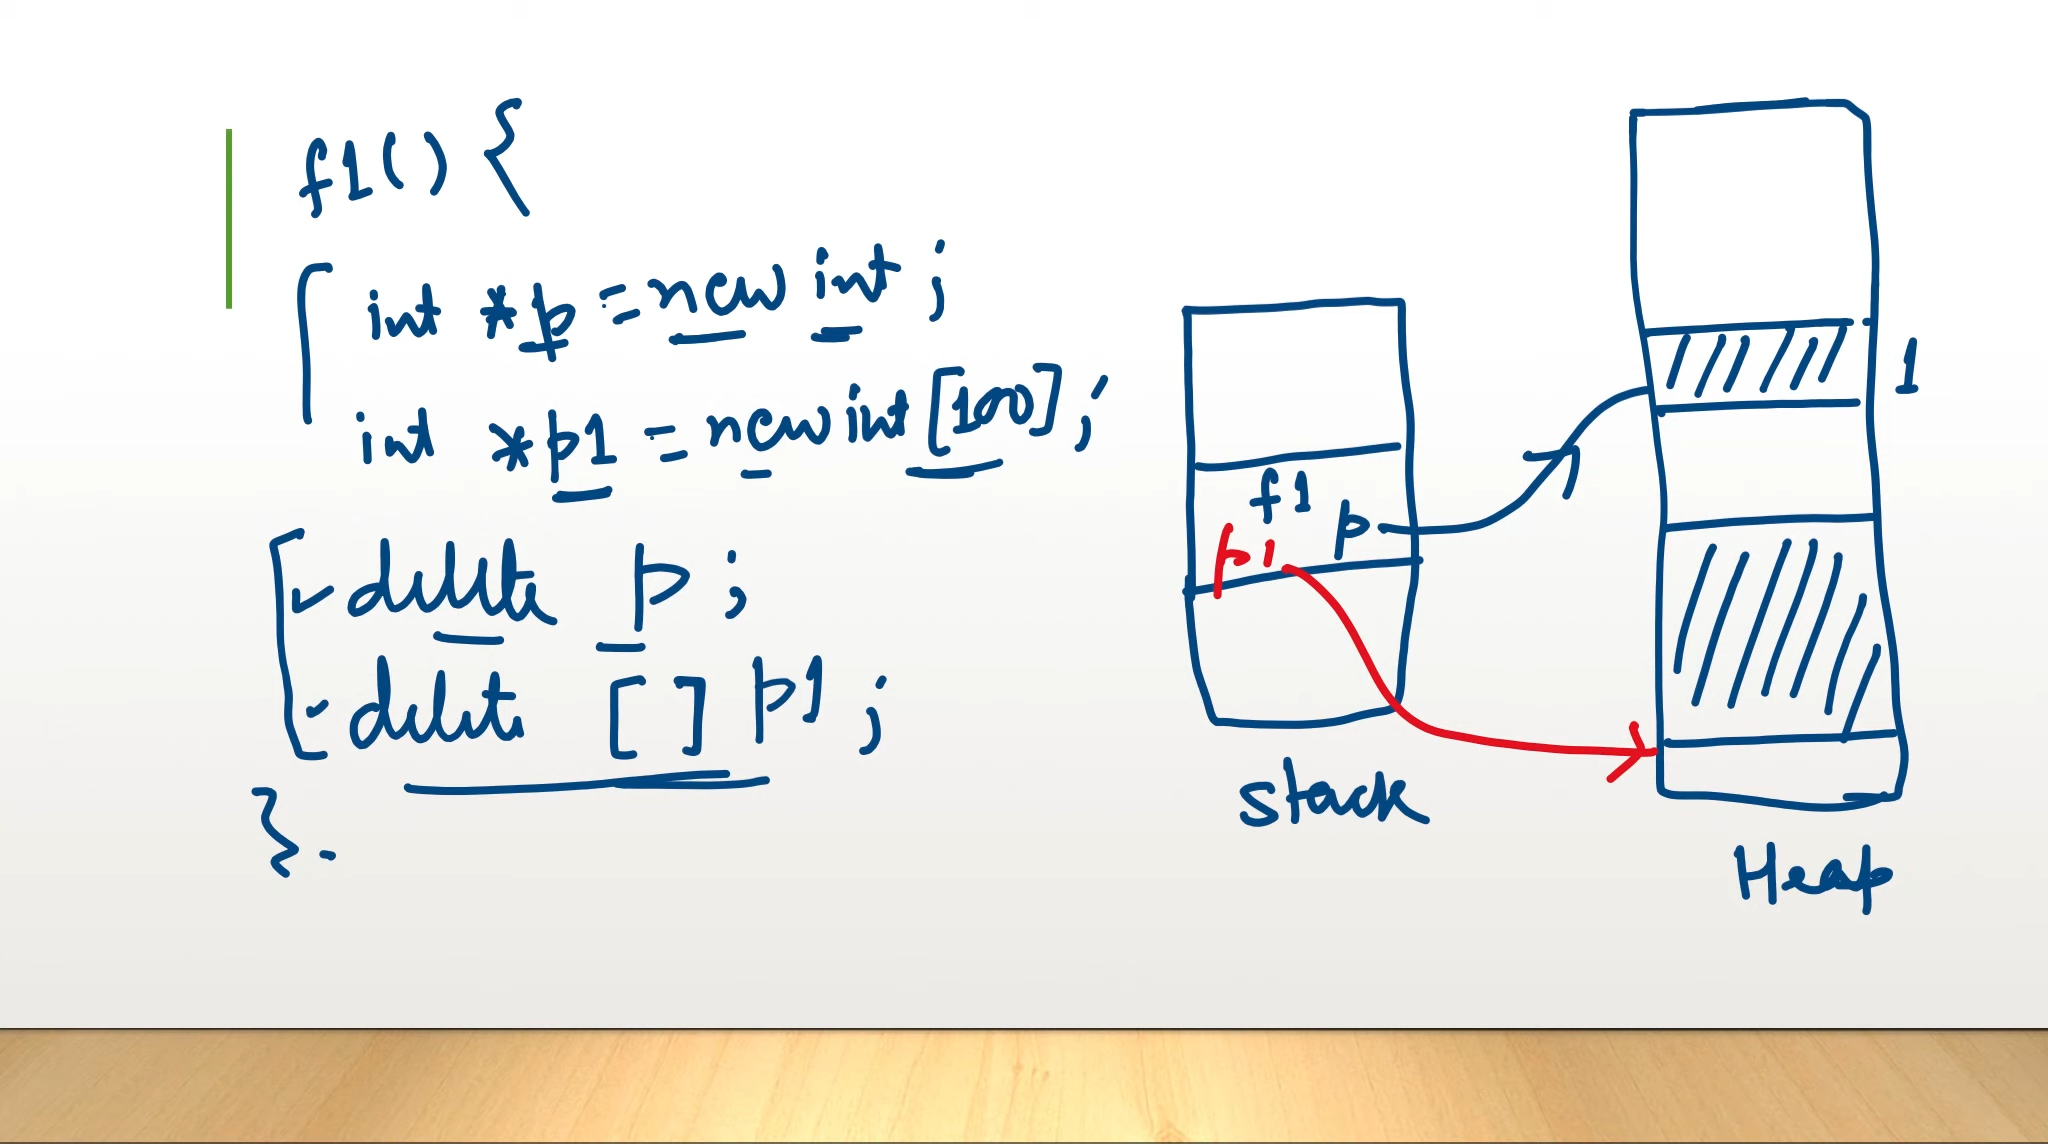 f1() {
int *p = new int ;
int *p1 = new int [100] ;
delete p ;
delete [ ] p1 ;
} .
f1
p
p1
stack
1
Heap